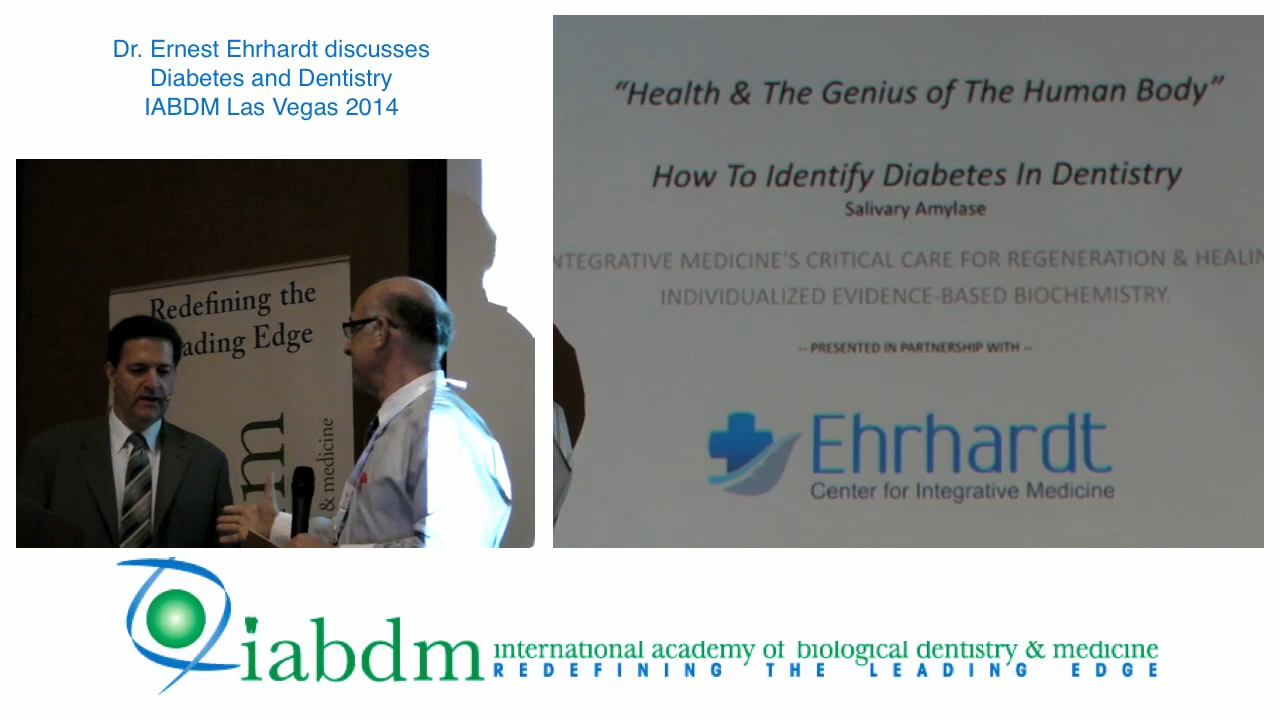 Dr. Ernest Ehrhardt discusses
Diabetes and Dentistry
IABDM Las Vegas 2014
Redefining the
ading Edge
dm
& medicine
“Health & The Genius of The Human Body”
How To Identify Diabetes In Dentistry
Salivary Amylase
NTEGRATIVE MEDICINE'S CRITICAL CARE FOR REGENERATION & HEALIN
INDIVIDUALIZED EVIDENCE-BASED BIOCHEMISTRY.
-- PRESENTED IN PARTNERSHIP WITH --
Ehrhardt
Center for Integrative Medicine
iabdm
international academy of biological dentistry & medicine
REDEFINING THE LEADING EDGE